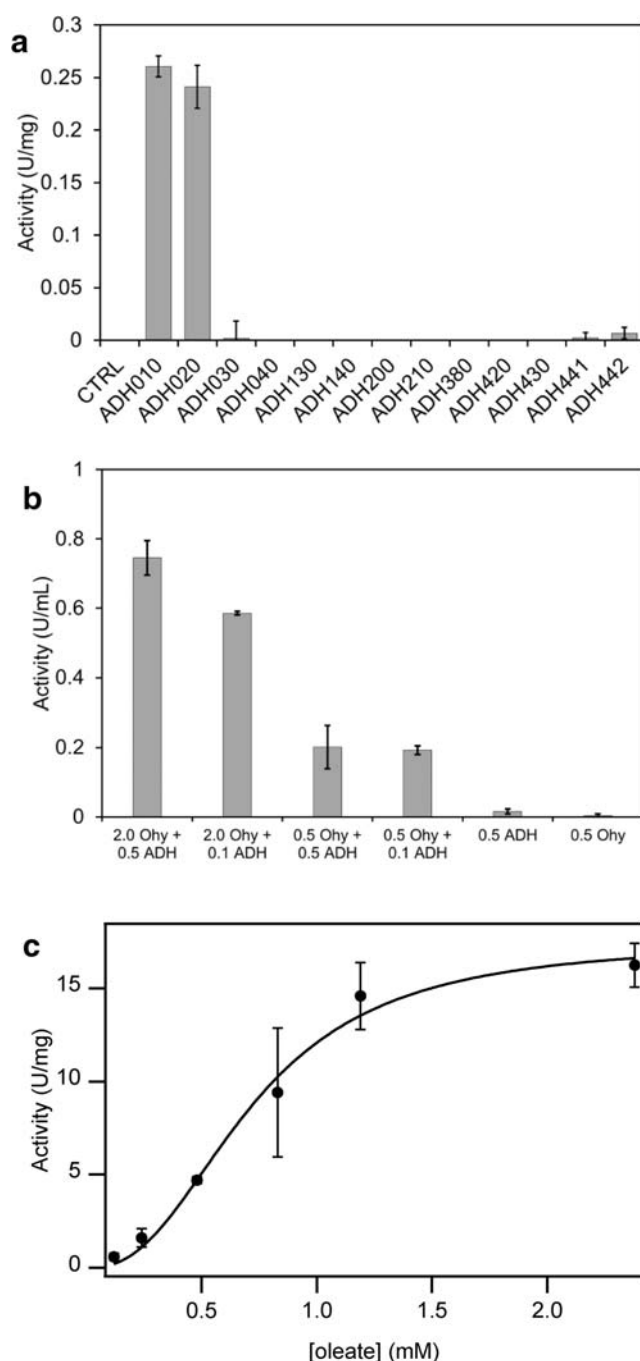 a
Activity (U/mg)
0.3
0.25
0.2
0.15
0.1
0.05
0
CTRL
ADH010
ADH020
ADH030
ADH040
ADH130
ADH140
ADH200
ADH210
ADH380
ADH420
ADH430
ADH441
ADH442
b
Activity (U/mL)
1
0.8
0.6
0.4
0.2
0
2.0 Ohy +
0.5 ADH
2.0 Ohy +
0.1 ADH
0.5 Ohy +
0.5 ADH
0.5 Ohy +
0.1 ADH
0.5 ADH
0.5 Ohy
c
Activity (U/mg)
15
10
5
0
0.5
1.0
1.5
2.0
[oleate] (mM)